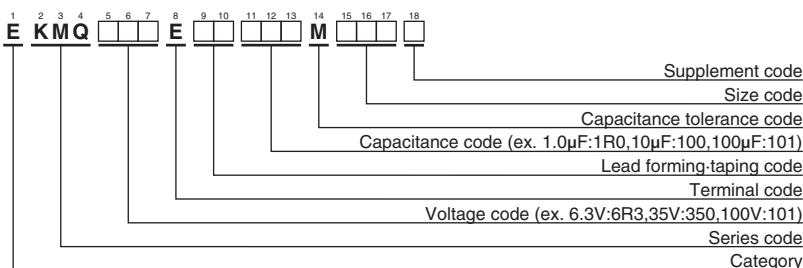 1 2 3 4 5 6 7 8 9 10 11 12 13 14 15 16 17 18
E KMQ □□□ E □□ □□□ M □□□ □
Supplement code
Size code
Capacitance tolerance code
Capacitance code (ex. 1.0µF:1R0,10µF:100,100µF:101)
Lead forming·taping code
Terminal code
Voltage code (ex. 6.3V:6R3,35V:350,100V:101)
Series code
Category